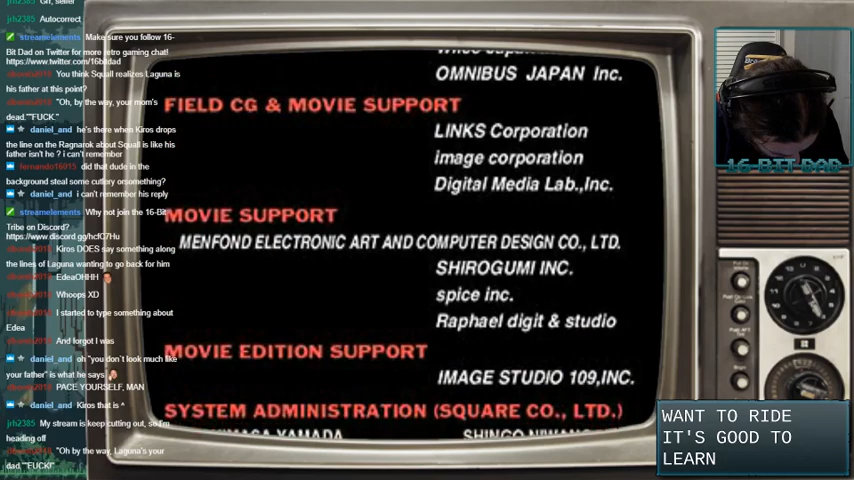 jrh2385
Autocorrect
streamelements Make sure you follow 16-
Bit Dad on Twitter for more retro gaming chat!
https://www.twitter.com/16bitdad
You think Squall realizes Laguna is
his father at this point?
"Oh, by the way, your mom's
dead.""FUCK."
daniel_and he's there when Kiros drops
the line on the Ragnarok about Squall is like his
father isn't he ? i can't remember
fernando16015 did that dude in the
background steal some cutlery orsomething?
daniel_and i can't remember his reply
streamelements Why not join the 16-Bit
Tribe on Discord?
Kiros DOES say something along
the lines of Laguna wanting to go back for him
EdeaOHHH
Whoops XD
I started to type something about
Edea
And forgot I was
daniel_and oh "you don't look much like
your father" is what he says
PACE YOURSELF, MAN
daniel_and Kiros that is ^
jrh2385 My stream is keep cutting out, so I'm
heading off
"Oh by the way, Laguna's your
dad.""FUCK!"
OMNIBUS JAPAN Inc.
FIELD CG & MOVIE SUPPORT
LINKS Corporation
image corporation
Digital Media Lab.,Inc.
MOVIE SUPPORT
MENFOND ELECTRONIC ART AND COMPUTER DESIGN CO., LTD.
SHIROGUMI INC.
spice inc.
Raphael digit & studio
MOVIE EDITION SUPPORT
IMAGE STUDIO 109,INC.
SYSTEM ADMINISTRATION (SQUARE CO., LTD.)
16-BIT DAD
WANT TO RIDE
IT'S GOOD TO
LEARN